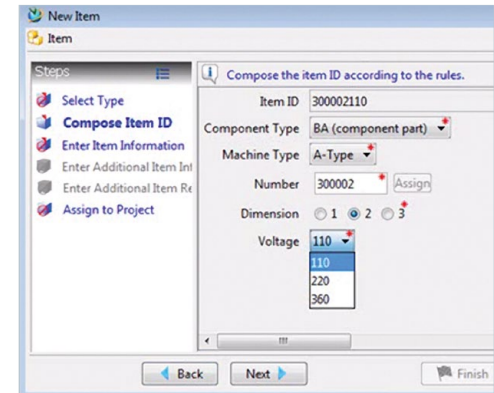 New Item
Item
Steps
Select Type
Compose Item ID
Enter Item Information
Enter Additional Item Inf
Enter Additional Item Re
Assign to Project
Compose the item ID according to the rules.
Item ID 300002110
Component Type BA (component part)
Machine Type A-Type
Number 300002 Assign
Dimension 1 2 3
Voltage 110
110
220
360
Back Next Finish